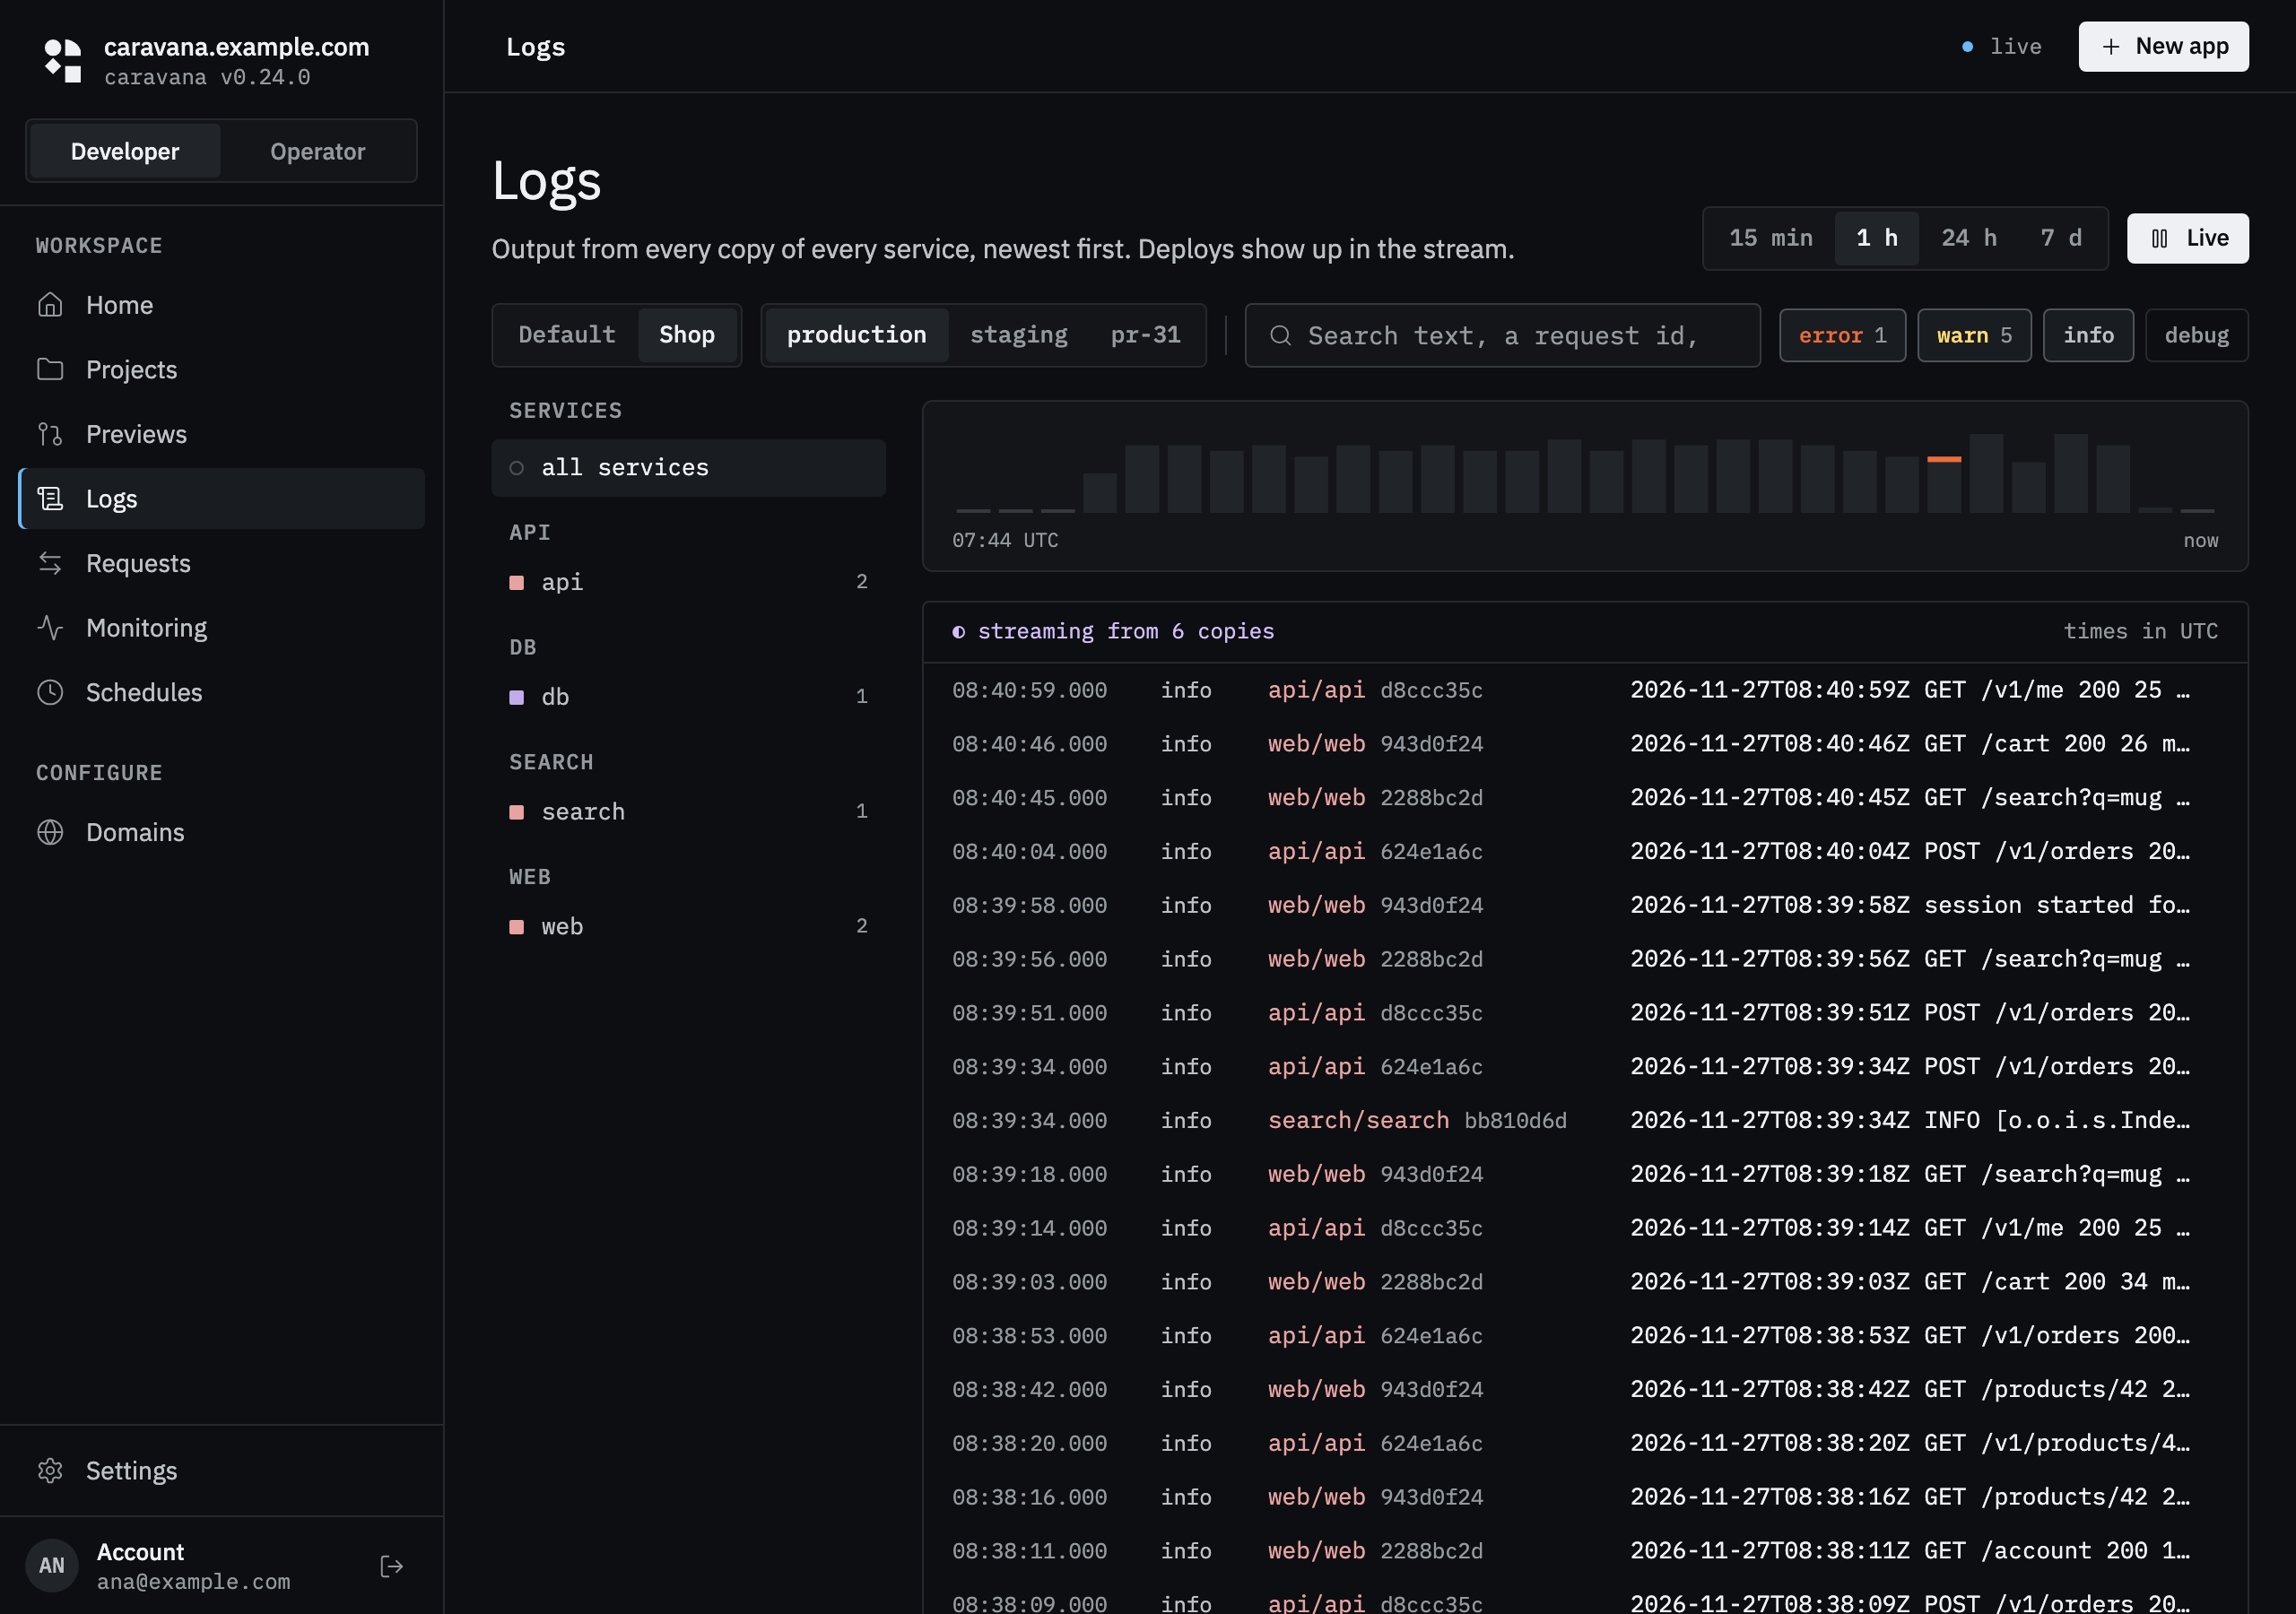 caravana.example.com
caravana v0.24.0
Developer Operator
WORKSPACE
Home
Projects
Previews
Logs
Requests
Monitoring
Schedules
CONFIGURE
Domains
Settings
AN
Account
ana@example.com
Logs
live
New app
Logs
Output from every copy of every service, newest first. Deploys show up in the stream.
15 min 1 h 24 h 7 d
Live
Default Shop
production staging pr-31
Search text, a request id,
error 1
warn 5
info
debug
SERVICES
all services
API
api 2
DB
db 1
SEARCH
search 1
WEB
web 2
07:44 UTC now
streaming from 6 copies times in UTC
08:40:59.000 info api/api d8ccc35c 2026-11-27T08:40:59Z GET /v1/me 200 25 …
08:40:46.000 info web/web 943d0f24 2026-11-27T08:40:46Z GET /cart 200 26 m…
08:40:45.000 info web/web 2288bc2d 2026-11-27T08:40:45Z GET /search?q=mug …
08:40:04.000 info api/api 624e1a6c 2026-11-27T08:40:04Z POST /v1/orders 20…
08:39:58.000 info web/web 943d0f24 2026-11-27T08:39:58Z session started fo…
08:39:56.000 info web/web 2288bc2d 2026-11-27T08:39:56Z GET /search?q=mug …
08:39:51.000 info api/api d8ccc35c 2026-11-27T08:39:51Z POST /v1/orders 20…
08:39:34.000 info api/api 624e1a6c 2026-11-27T08:39:34Z POST /v1/orders 20…
08:39:34.000 info search/search bb810d6d 2026-11-27T08:39:34Z INFO [o.o.i.s.Inde…
08:39:18.000 info web/web 943d0f24 2026-11-27T08:39:18Z GET /search?q=mug …
08:39:14.000 info api/api d8ccc35c 2026-11-27T08:39:14Z GET /v1/me 200 25 …
08:39:03.000 info web/web 2288bc2d 2026-11-27T08:39:03Z GET /cart 200 34 m…
08:38:53.000 info api/api 624e1a6c 2026-11-27T08:38:53Z GET /v1/orders 200…
08:38:42.000 info web/web 943d0f24 2026-11-27T08:38:42Z GET /products/42 2…
08:38:20.000 info api/api 624e1a6c 2026-11-27T08:38:20Z GET /v1/products/4…
08:38:16.000 info web/web 943d0f24 2026-11-27T08:38:16Z GET /products/42 2…
08:38:11.000 info web/web 2288bc2d 2026-11-27T08:38:11Z GET /account 200 1…
08:38:09.000 info api/api d8ccc35c 2026-11-27T08:38:09Z POST /v1/orders 20…